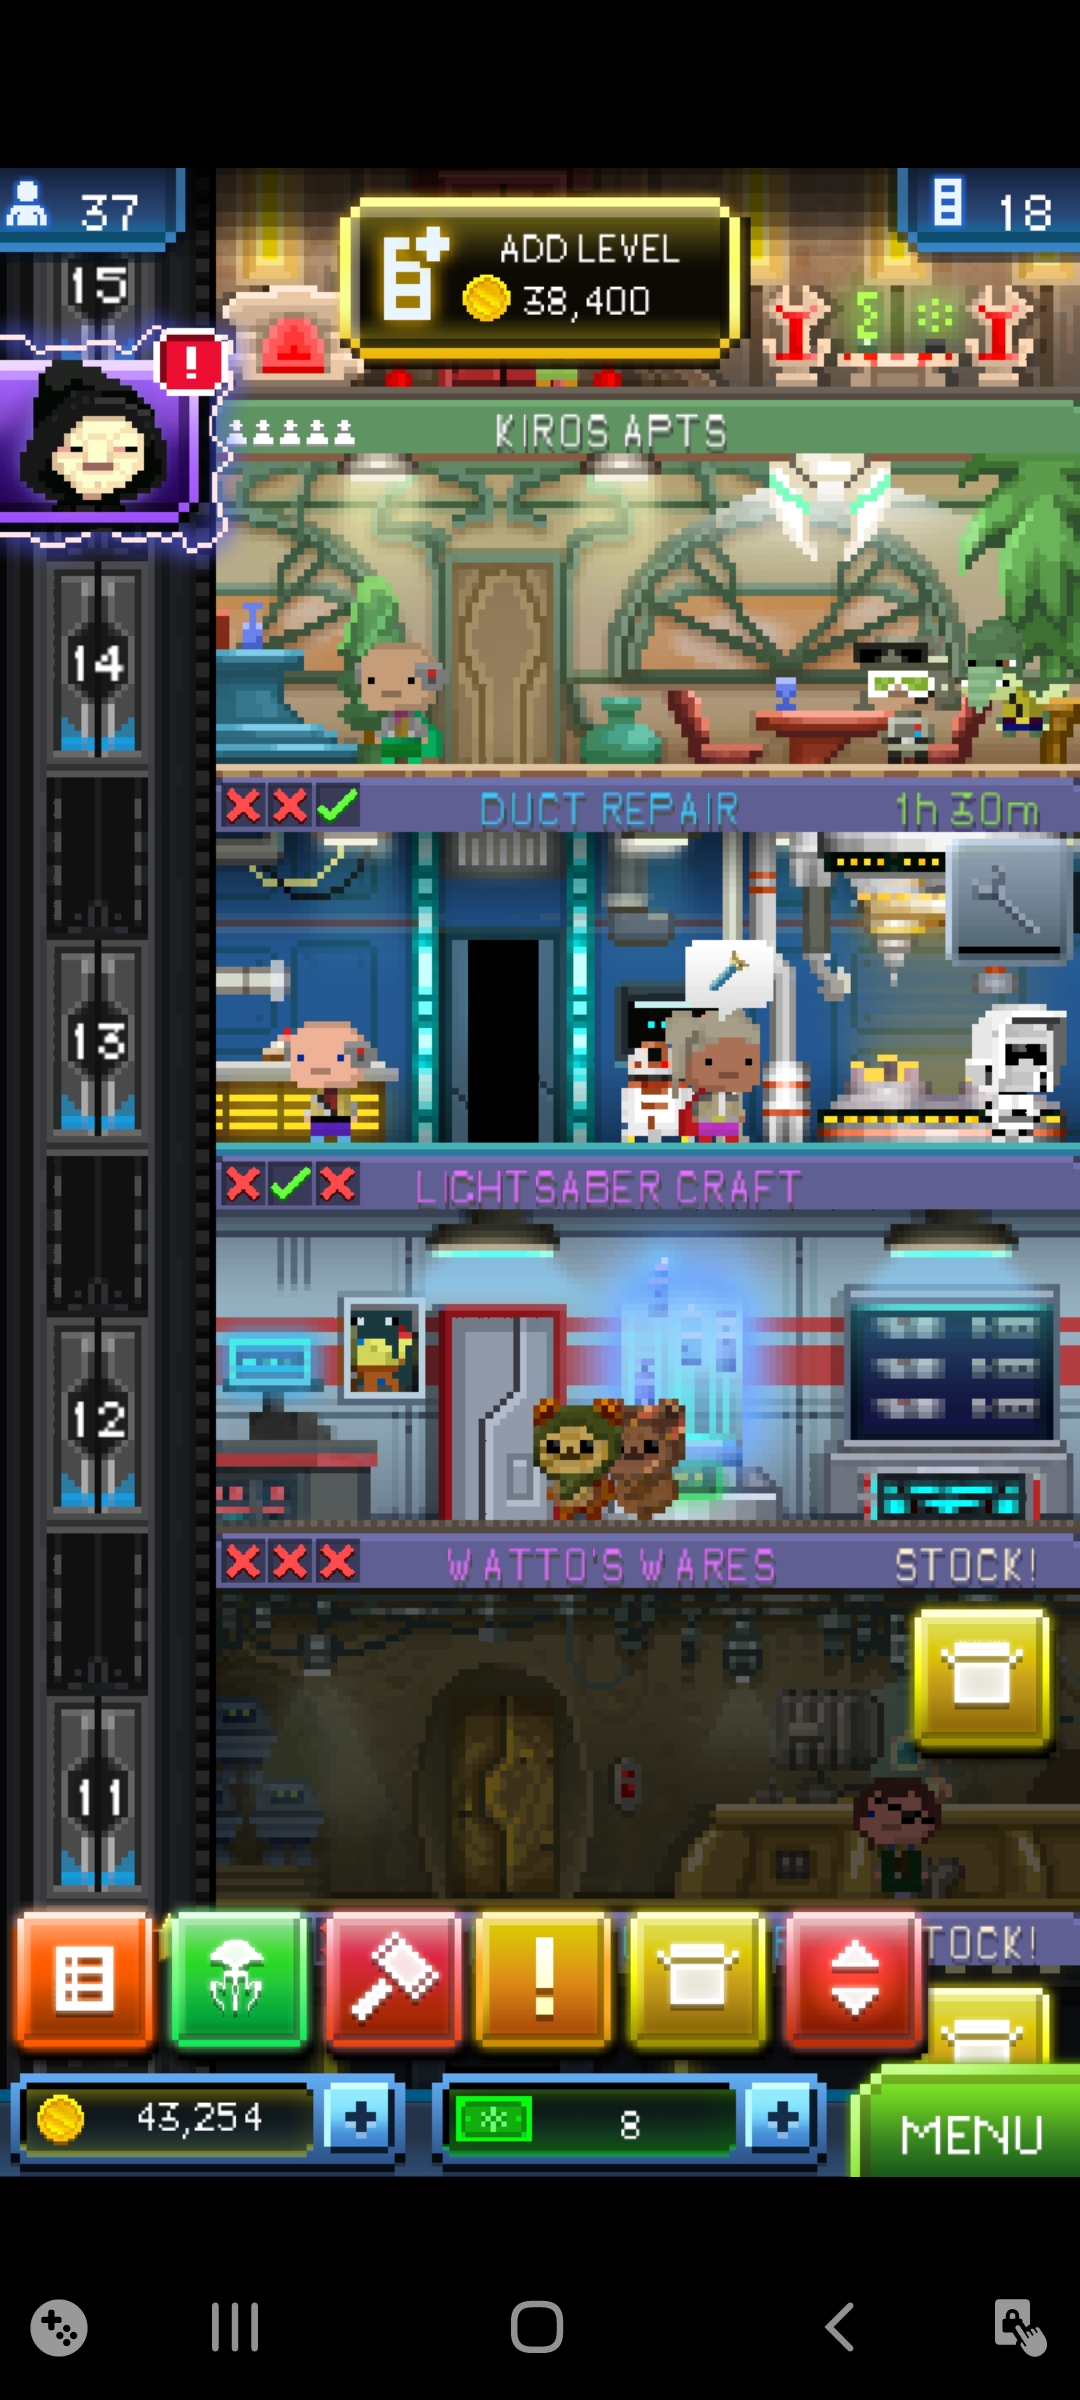 37
18
15
ADD LEVEL
38,400
!
KIROS APTS
14
DUCT REPAIR 1h 30m
13
LIGHTSABER CRAFT
12
WATTO'S WARES STOCK!
11
!
TOCK!
43,254
8
MENU